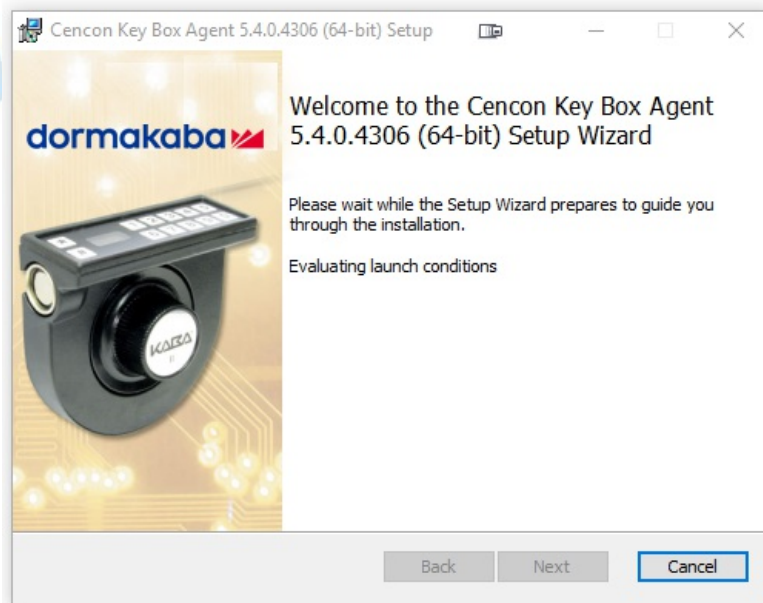 Cencon Key Box Agent 5.4.0.4306 (64-bit) Setup
dormakaba
Welcome to the Cencon Key Box Agent
5.4.0.4306 (64-bit) Setup Wizard
Please wait while the Setup Wizard prepares to guide you
through the installation.
Evaluating launch conditions
KABA
Back
Next
Cancel